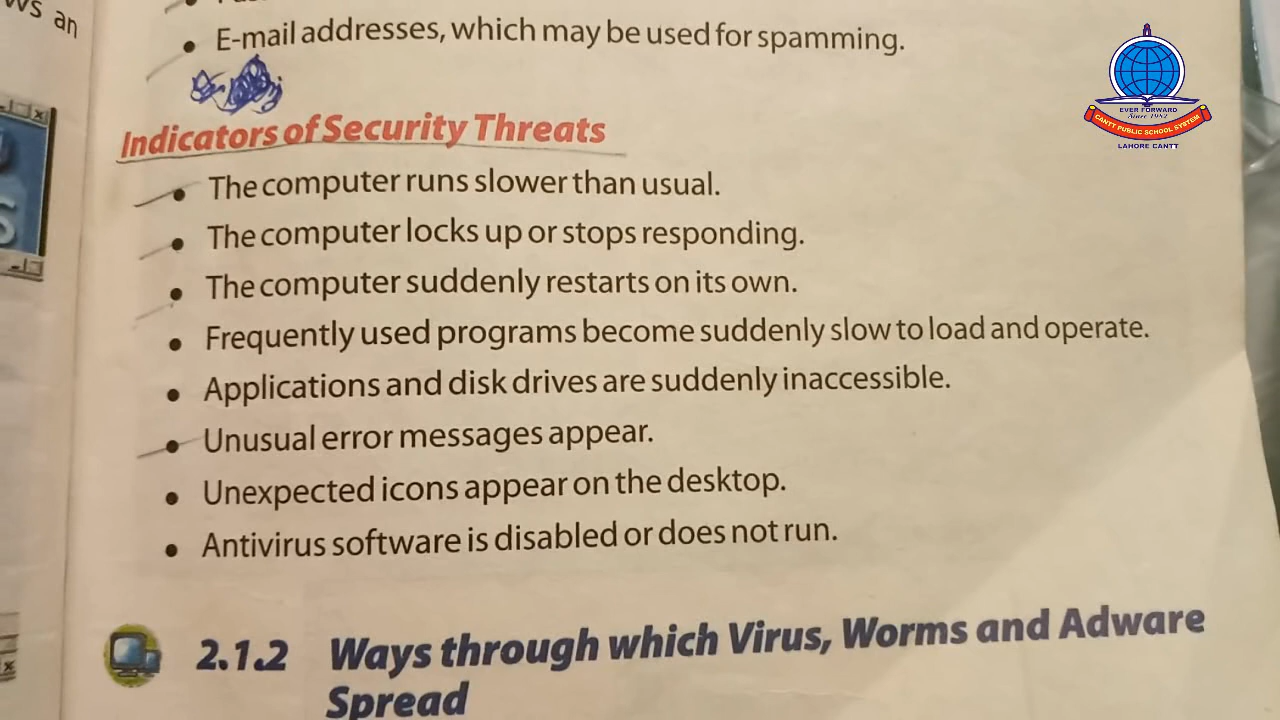 ws an
E-mail addresses, which may be used for spamming.
EVER FORWARD
Since 1982
CANTT PUBLIC SCHOOL SYSTEM
LAHORE CANTT
Indicators of Security Threats
• The computer runs slower than usual.
• The computer locks up or stops responding.
• The computer suddenly restarts on its own.
• Frequently used programs become suddenly slow to load and operate.
• Applications and disk drives are suddenly inaccessible.
• Unusual error messages appear.
• Unexpected icons appear on the desktop.
• Antivirus software is disabled or does not run.
2.1.2 Ways through which Virus, Worms and Adware
Spread